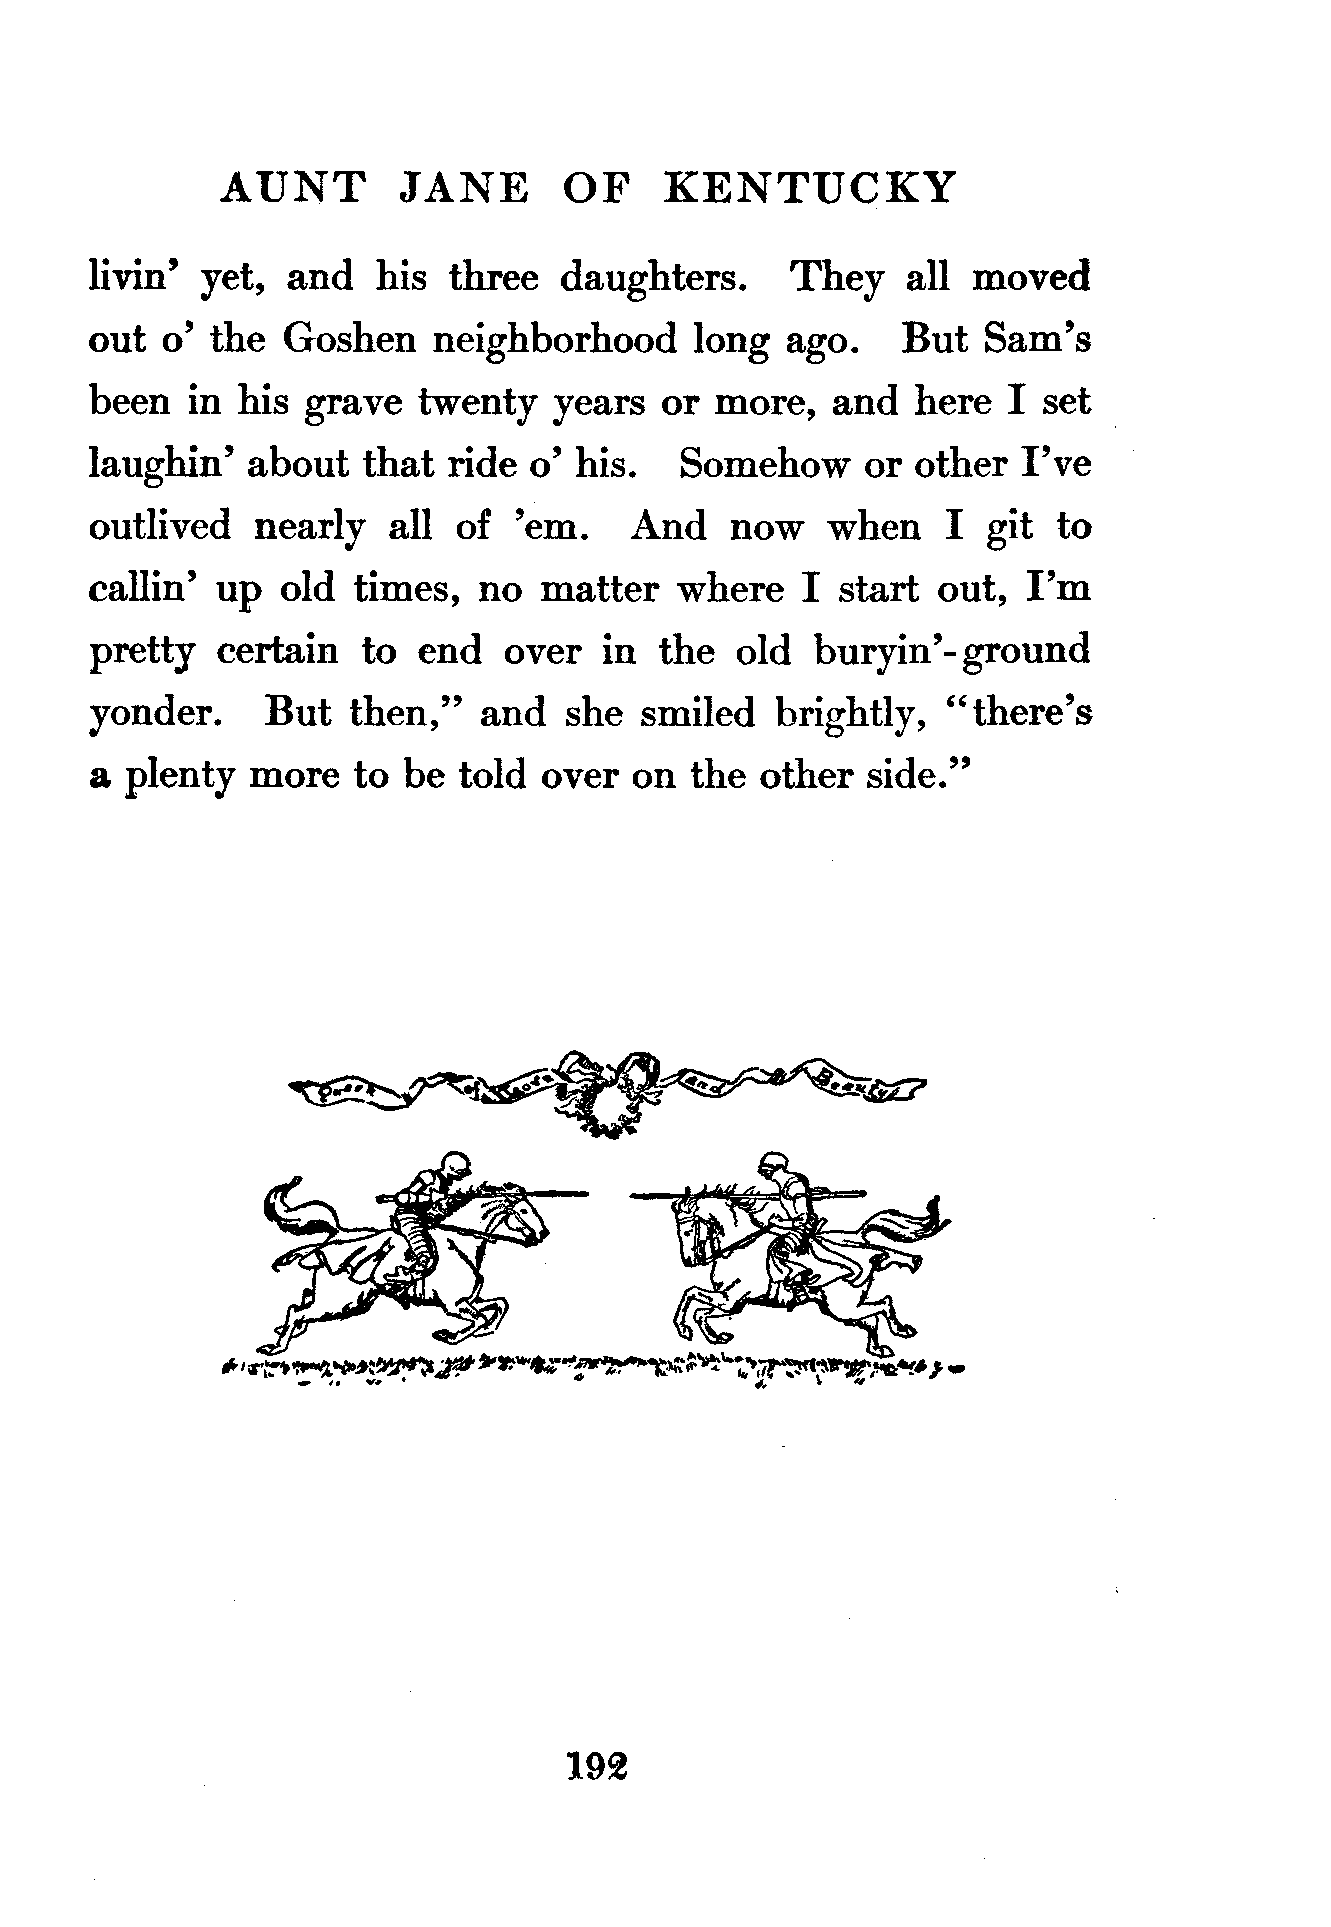 AUNT JANE OF KENTUCKY
livin’ yet, and his three daughters. They all moved
out o’ the Goshen neighborhood long ago. But Sam’s
been in his grave twenty years or more, and here I set
laughin’ about that ride o’ his. Somehow or other I’ve
outlived nearly all of ’em. And now when I git to
callin’ up old times, no matter where I start out, I’m
pretty certain to end over in the old buryin’-ground
yonder. But then,” and she smiled brightly, “there’s
a plenty more to be told over on the other side.”
of Love and Beauty
192